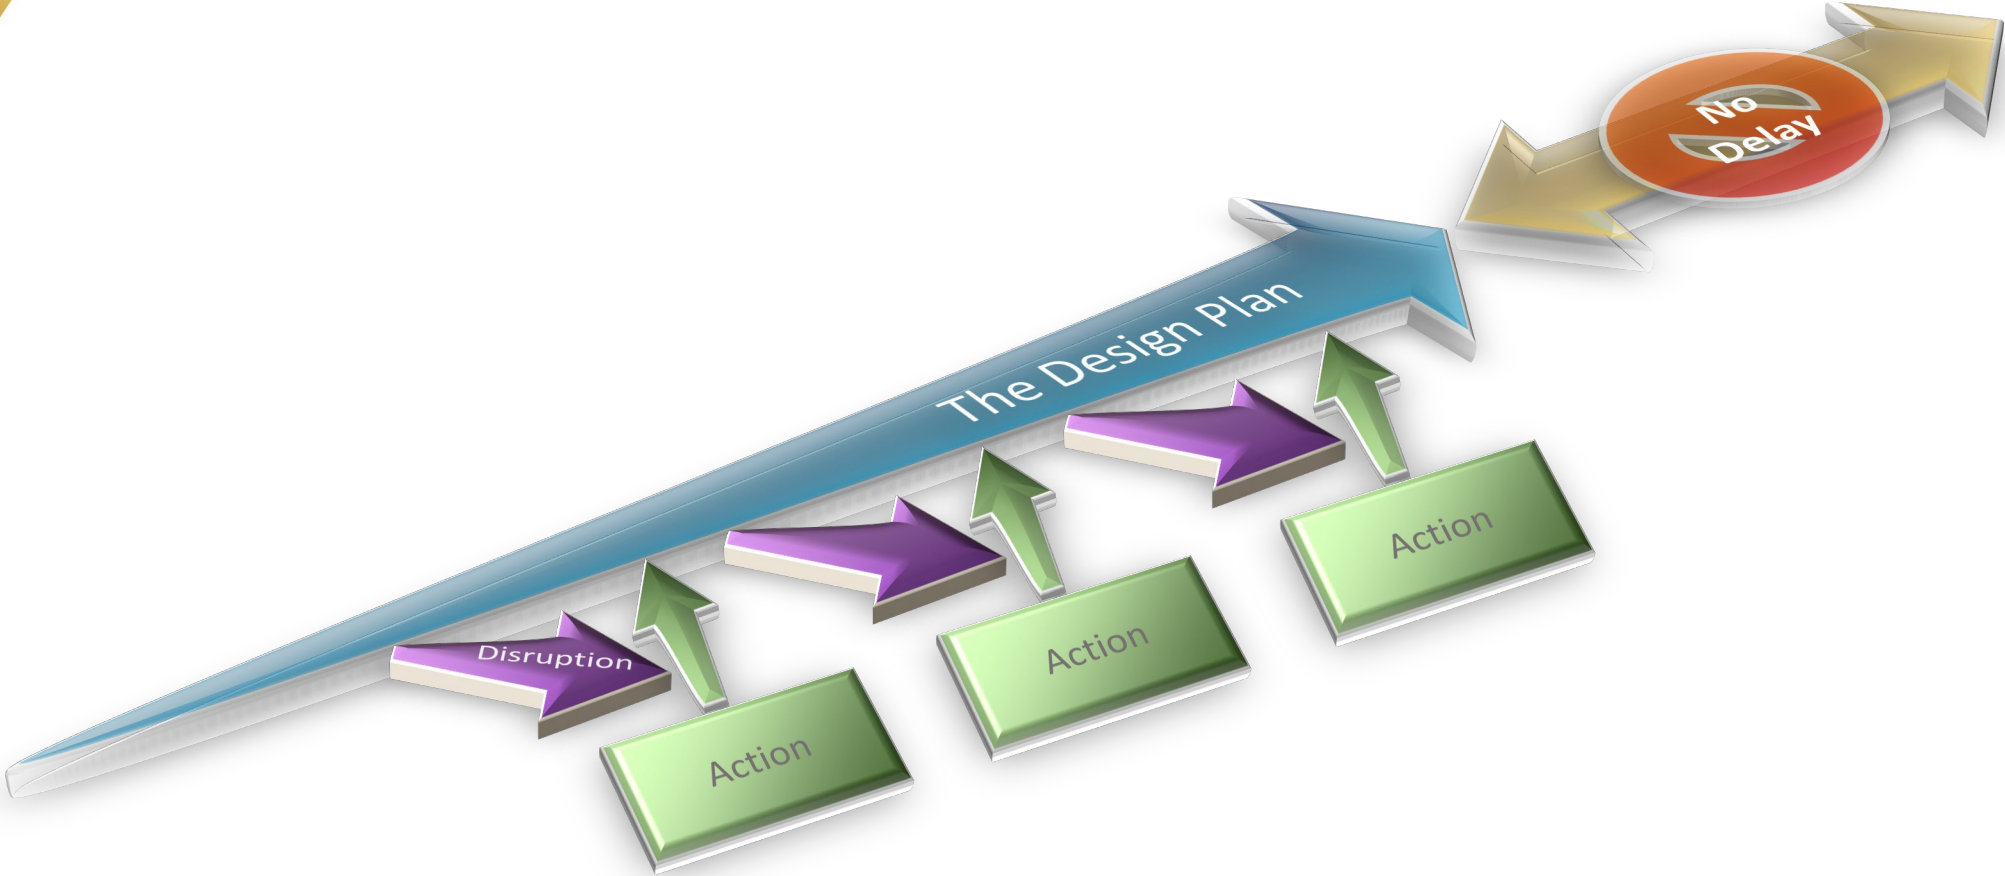 No
Delay
The Design Plan
Disruption
Action
Action
Action